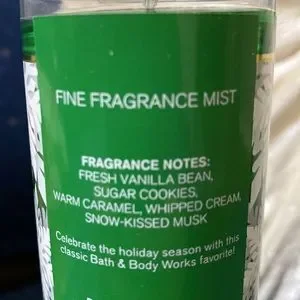 FINE FRAGRANCE MIST
FRAGRANCE NOTES:
FRESH VANILLA BEAN,
SUGAR COOKIES,
WARM CARAMEL, WHIPPED CREAM,
SNOW-KISSED MUSK
Celebrate the holiday season with this
classic Bath & Body Works favorite!